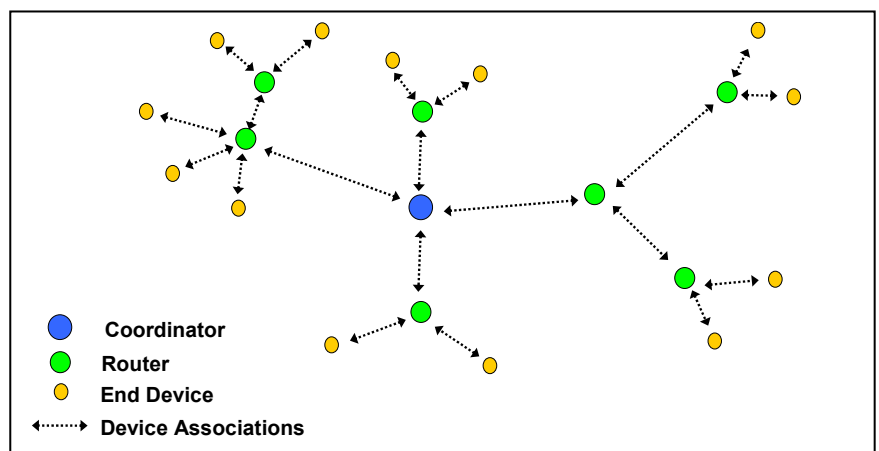 Coordinator
Router
End Device
Device Associations